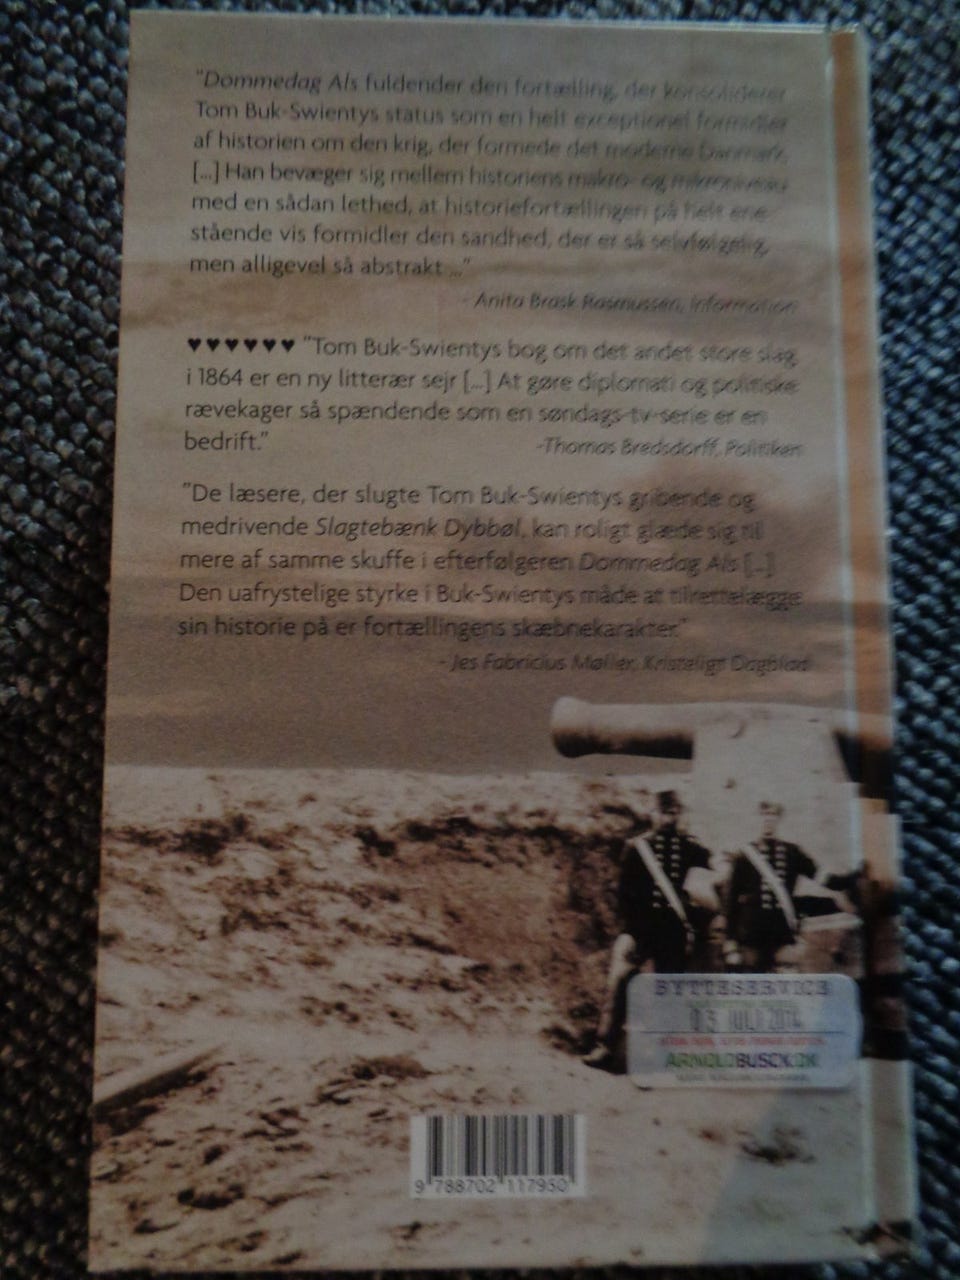 "Dommedag Als fuldender den fortælling, der konsoliderer
Tom Buk-Swientys status som en helt exceptionel formidler
af historien om den krig, der formede det moderne Danmark.
[...] Han bevæger sig mellem historiens makro- og mikroniveau
med en sådan lethed, at historiefortællingen på helt ene-
stående vis formidler den sandhed, der er så selvfølgelig,
men alligevel så abstrakt ..."
- Anita Brask Rasmussen, Information
♥♥♥♥♥♥ "Tom Buk-Swientys bog om det andet store slag
i 1864 er en ny litterær sejr [...] At gøre diplomati og politiske
rævekager så spændende som en søndags-tv-serie er en
bedrift."
-Thomas Bredsdorff, Politiken
"De læsere, der slugte Tom Buk-Swientys gribende og
medrivende Slagtebænk Dybbøl, kan roligt glæde sig til
mere af samme skuffe i efterfølgeren Dommedag Als [...]
Den uafrystelige styrke i Buk-Swientys måde at tilrettelægge
sin historie på er fortællingens skæbnekarakter."
- Jes Fabricius Møller, Kristeligt Dagblad
BYTTESERVICE
03 JULI 2014
ARNOLDBUSCK.DK
9 788702 117950